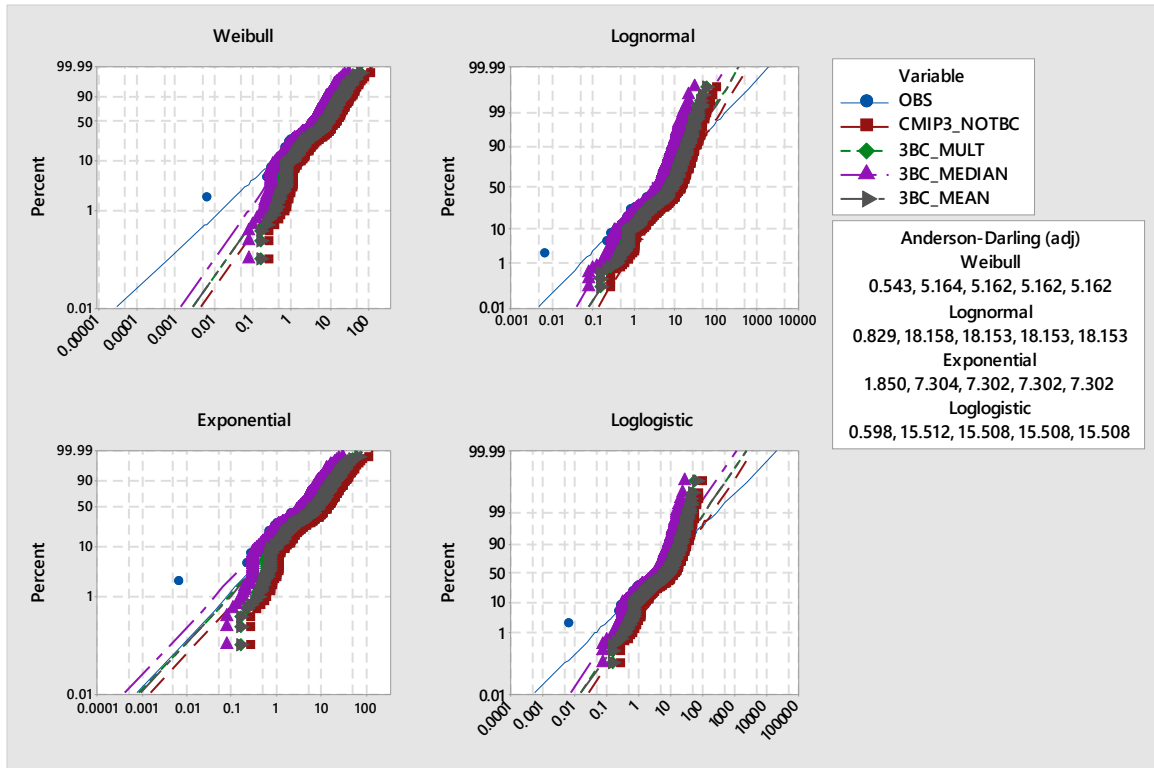 Weibull
Percent
99.99
90
50
10
1
0.01
0.00001
0.0001
0.001
0.01
0.1
1
10
100
Lognormal
Percent
99.99
99
90
50
10
1
0.01
0.001
0.1
10
100
1000
10000
Variable
OBS
CMIP3_NOTBC
3BC_MULT
3BC_MEDIAN
3BC_MEAN
Anderson-Darling (adj)
Weibull
0.543, 5.164, 5.162, 5.162, 5.162
Lognormal
0.829, 18.158, 18.153, 18.153, 18.153
Exponential
1.850, 7.304, 7.302, 7.302, 7.302
Loglogistic
0.598, 15.512, 15.508, 15.508, 15.508
Exponential
Percent
99.99
90
50
10
1
0.01
0.0001
0.001
0.01
0.1
1
10
100
Loglogistic
Percent
99.99
99
90
50
10
1
0.01
0.0001
0.001
0.01
0.1
1
10
100
1000
10000
100000